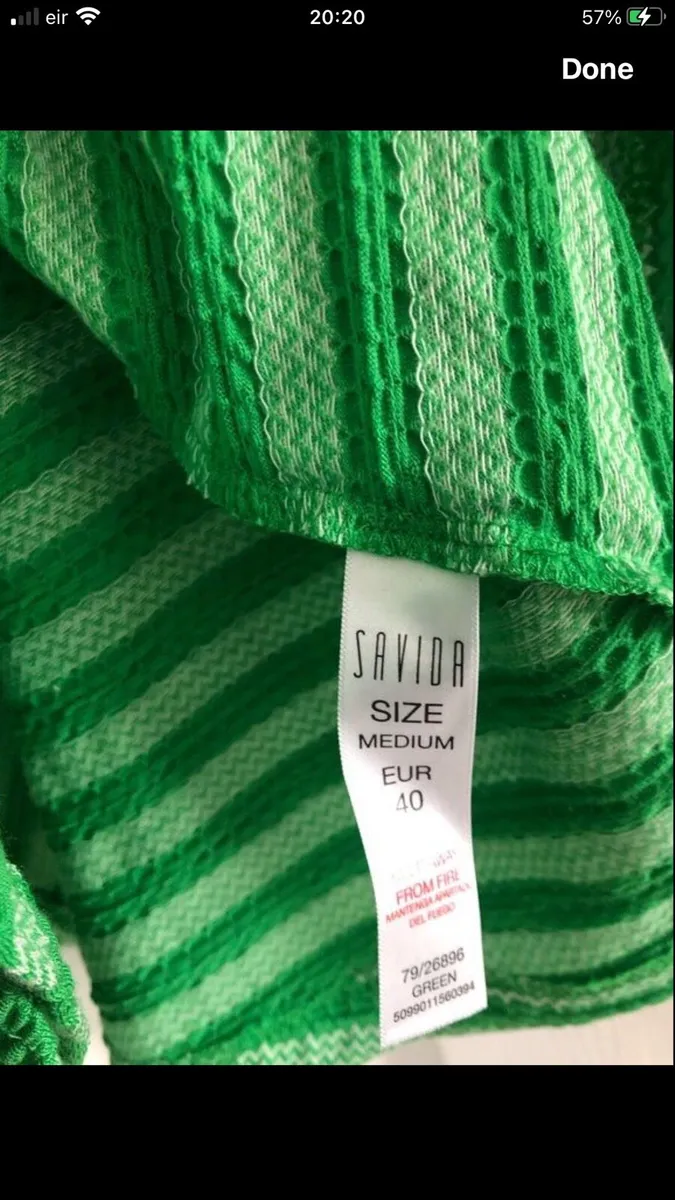 eir 20:20 57%
Done
SAVIDA
SIZE
MEDIUM
EUR
40
FROM FIRE
MANTENGA APARTADO
DEL FUEGO
79/26896
GREEN
5099011560394